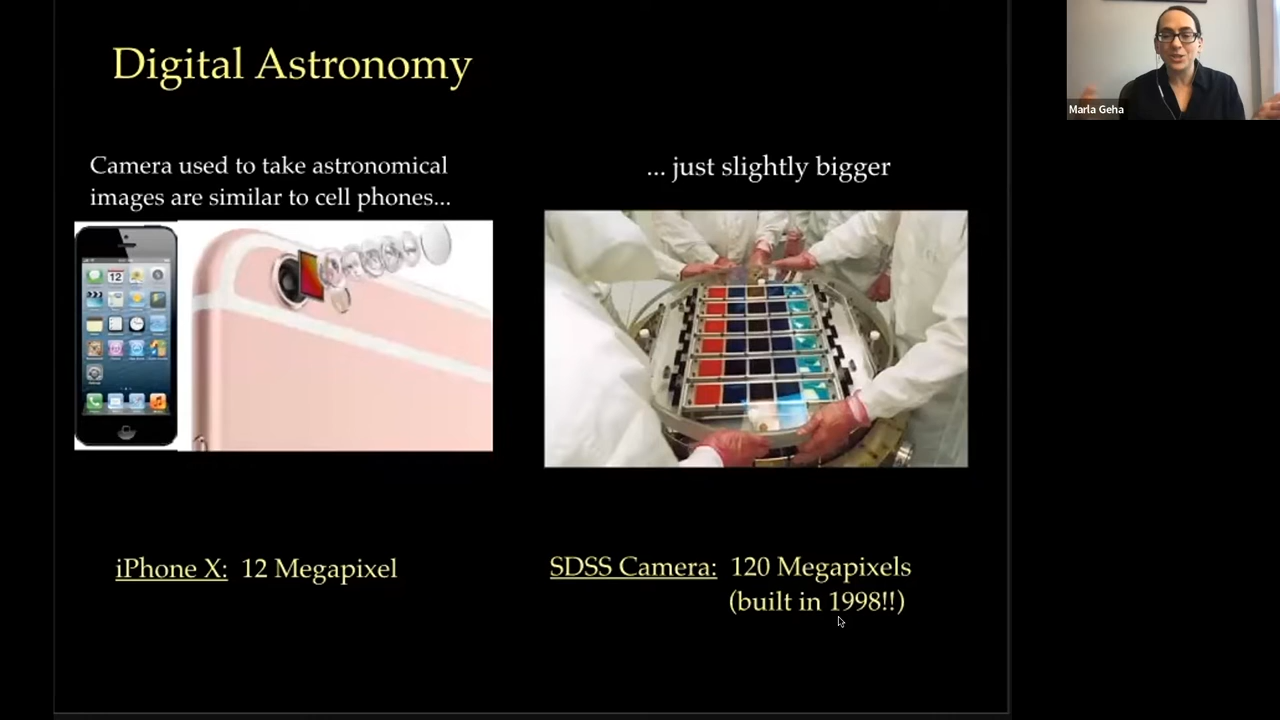 Digital Astronomy
Marla Geha
Camera used to take astronomical
images are similar to cell phones...
... just slightly bigger
12
iPhone X: 12 Megapixel
SDSS Camera: 120 Megapixels
(built in 1998!!)